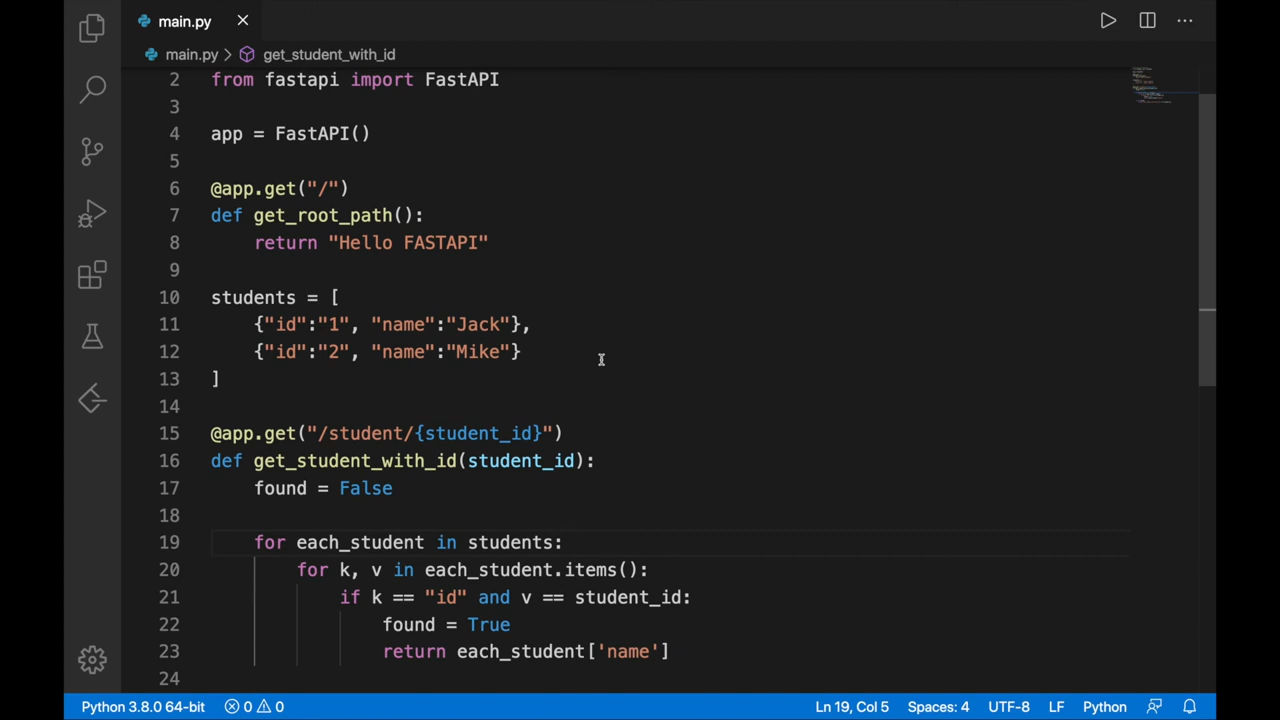 main.py
main.py > get_student_with_id
2 from fastapi import FastAPI
3
4 app = FastAPI()
5
6 @app.get("/")
7 def get_root_path():
8     return "Hello FASTAPI"
9
10 students = [
11     {"id":"1", "name":"Jack"},
12     {"id":"2", "name":"Mike"}
13 ]
14
15 @app.get("/student/{student_id}")
16 def get_student_with_id(student_id):
17     found = False
18
19     for each_student in students:
20         for k, v in each_student.items():
21             if k == "id" and v == student_id:
22                 found = True
23                 return each_student['name']
24
Python 3.8.0 64-bit 0 0 Ln 19, Col 5 Spaces: 4 UTF-8 LF Python